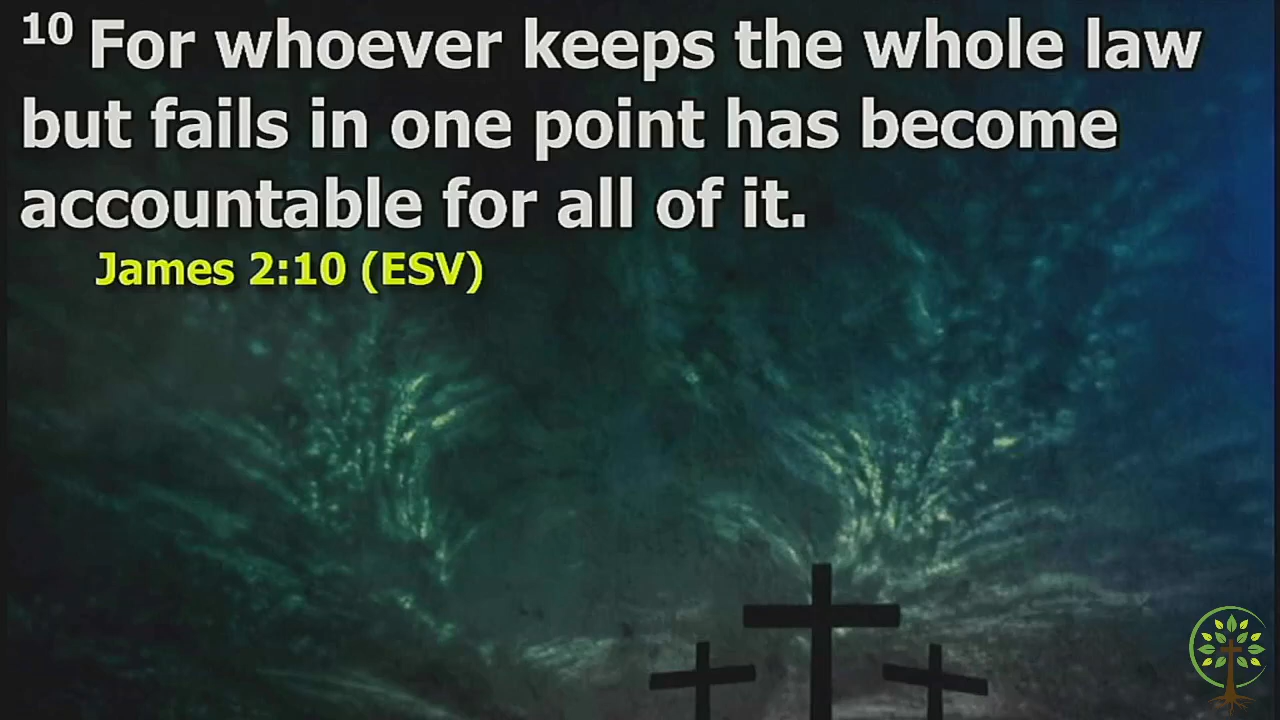 10 For whoever keeps the whole law
but fails in one point has become
accountable for all of it.
James 2:10 (ESV)